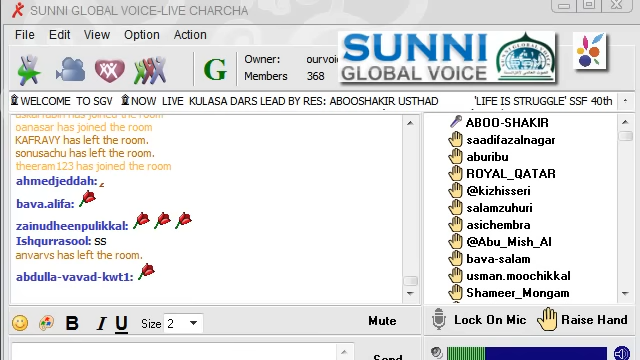 SUNNI GLOBAL VOICE-LIVE CHARCHA
File Edit View Option Action
G
Owner: ourvoi
Members 368
SUNNI
GLOBAL VOICE
WELCOME TO SGV NOW LIVE KULASA DARS LEAD BY RES: ABOOSHAKIR USTHAD 'LIFE IS STRUGGLE' SSF 40th
oanasar has joined the room
KAFRAVY has left the room.
sonusachu has left the room.
theeram123 has joined the room
ahmedjeddah:
bava.alifa:
zainudheenpulikkal:
Ishqurrasool: ss
anvarvs has left the room.
abdulla-vavad-kwt1:
ABOO-SHAKIR
saadifazalnagar
aburibu
ROYAL_QATAR
@kizhisseri
salamzuhuri
asichembra
@Abu_Mish_Al
bava-salam
usman.moochikkal
Shameer_Mongam
B I U Size 2 Mute
Lock On Mic Raise Hand
Send